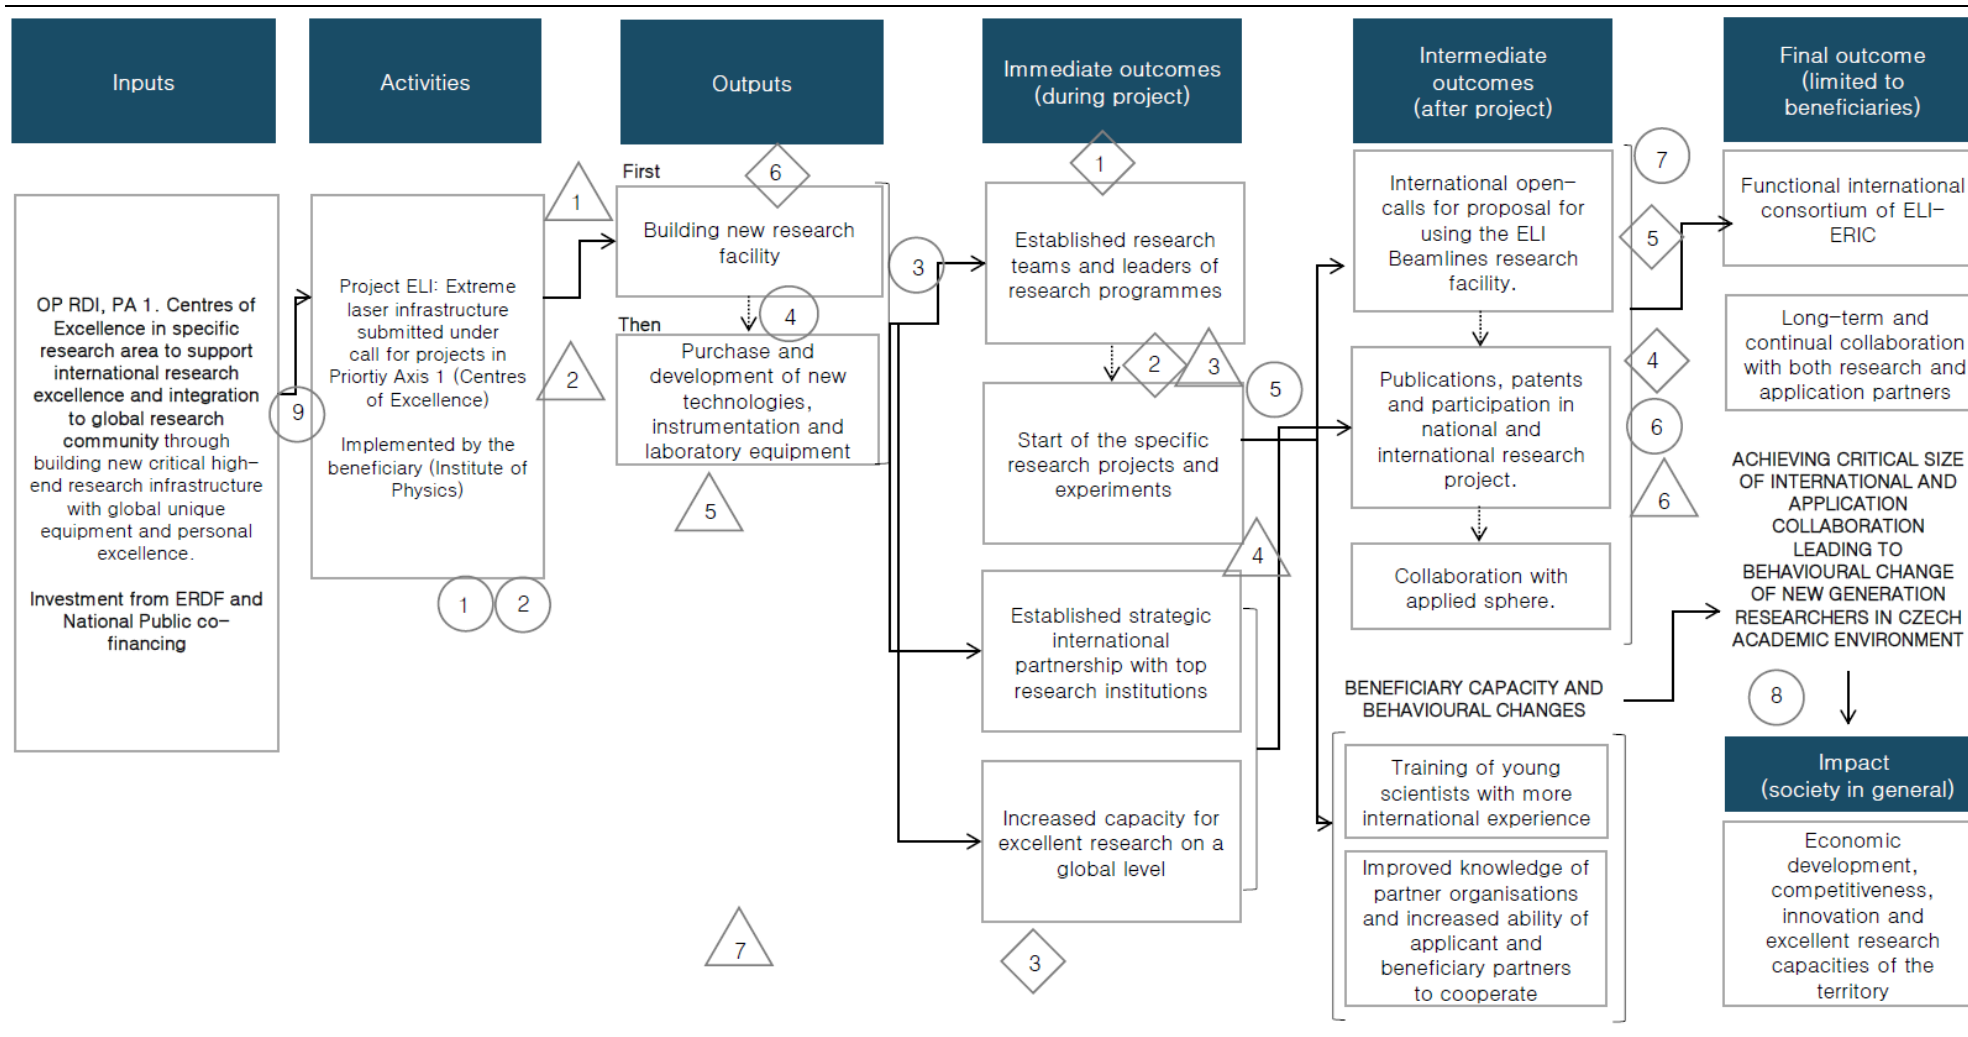 Inputs
OP RDI, PA 1. Centres of
Excellence in specific
research area to support
international research
excellence and integration
to global research
community through
building new critical high-
end research infrastructure
with global unique
equipment and personal
excellence.
Investment from ERDF and
National Public co-
financing
9
Activities
Project ELI: Extreme
laser infrastructure
submitted under
call for projects in
Priortiy Axis 1 (Centres
of Excellence)
Implemented by the
beneficiary (Institute of
Physics)
1
2
1
2
Outputs
First
6
Building new research
facility
3
4
Then
Purchase and
development of new
technologies,
instrumentation and
laboratory equipment
5
7
Immediate outcomes
(during project)
1
Established research
teams and leaders of
research programmes
2
3
5
Start of the specific
research projects and
experiments
4
Established strategic
international
partnership with top
research institutions
Increased capacity for
excellent research on a
global level
3
Intermediate
outcomes
(after project)
7
International open-
calls for proposal for
using the ELI
Beamlines research
facility.
5
4
Publications, patents
and participation in
national and
international research
project.
6
6
Collaboration with
applied sphere.
BENEFICIARY CAPACITY AND
BEHAVIOURAL CHANGES
Training of young
scientists with more
international experience
Improved knowledge of
partner organisations
and increased ability of
applicant and
beneficiary partners
to cooperate
Final outcome
(limited to
beneficiaries)
Functional international
consortium of ELI-
ERIC
Long-term and
continual collaboration
with both research and
application partners
ACHIEVING CRITICAL SIZE
OF INTERNATIONAL AND
APPLICATION
COLLABORATION
LEADING TO
BEHAVIOURAL CHANGE
OF NEW GENERATION
RESEARCHERS IN CZECH
ACADEMIC ENVIRONMENT
8
Impact
(society in general)
Economic
development,
competitiveness,
innovation and
excellent research
capacities of the
territory